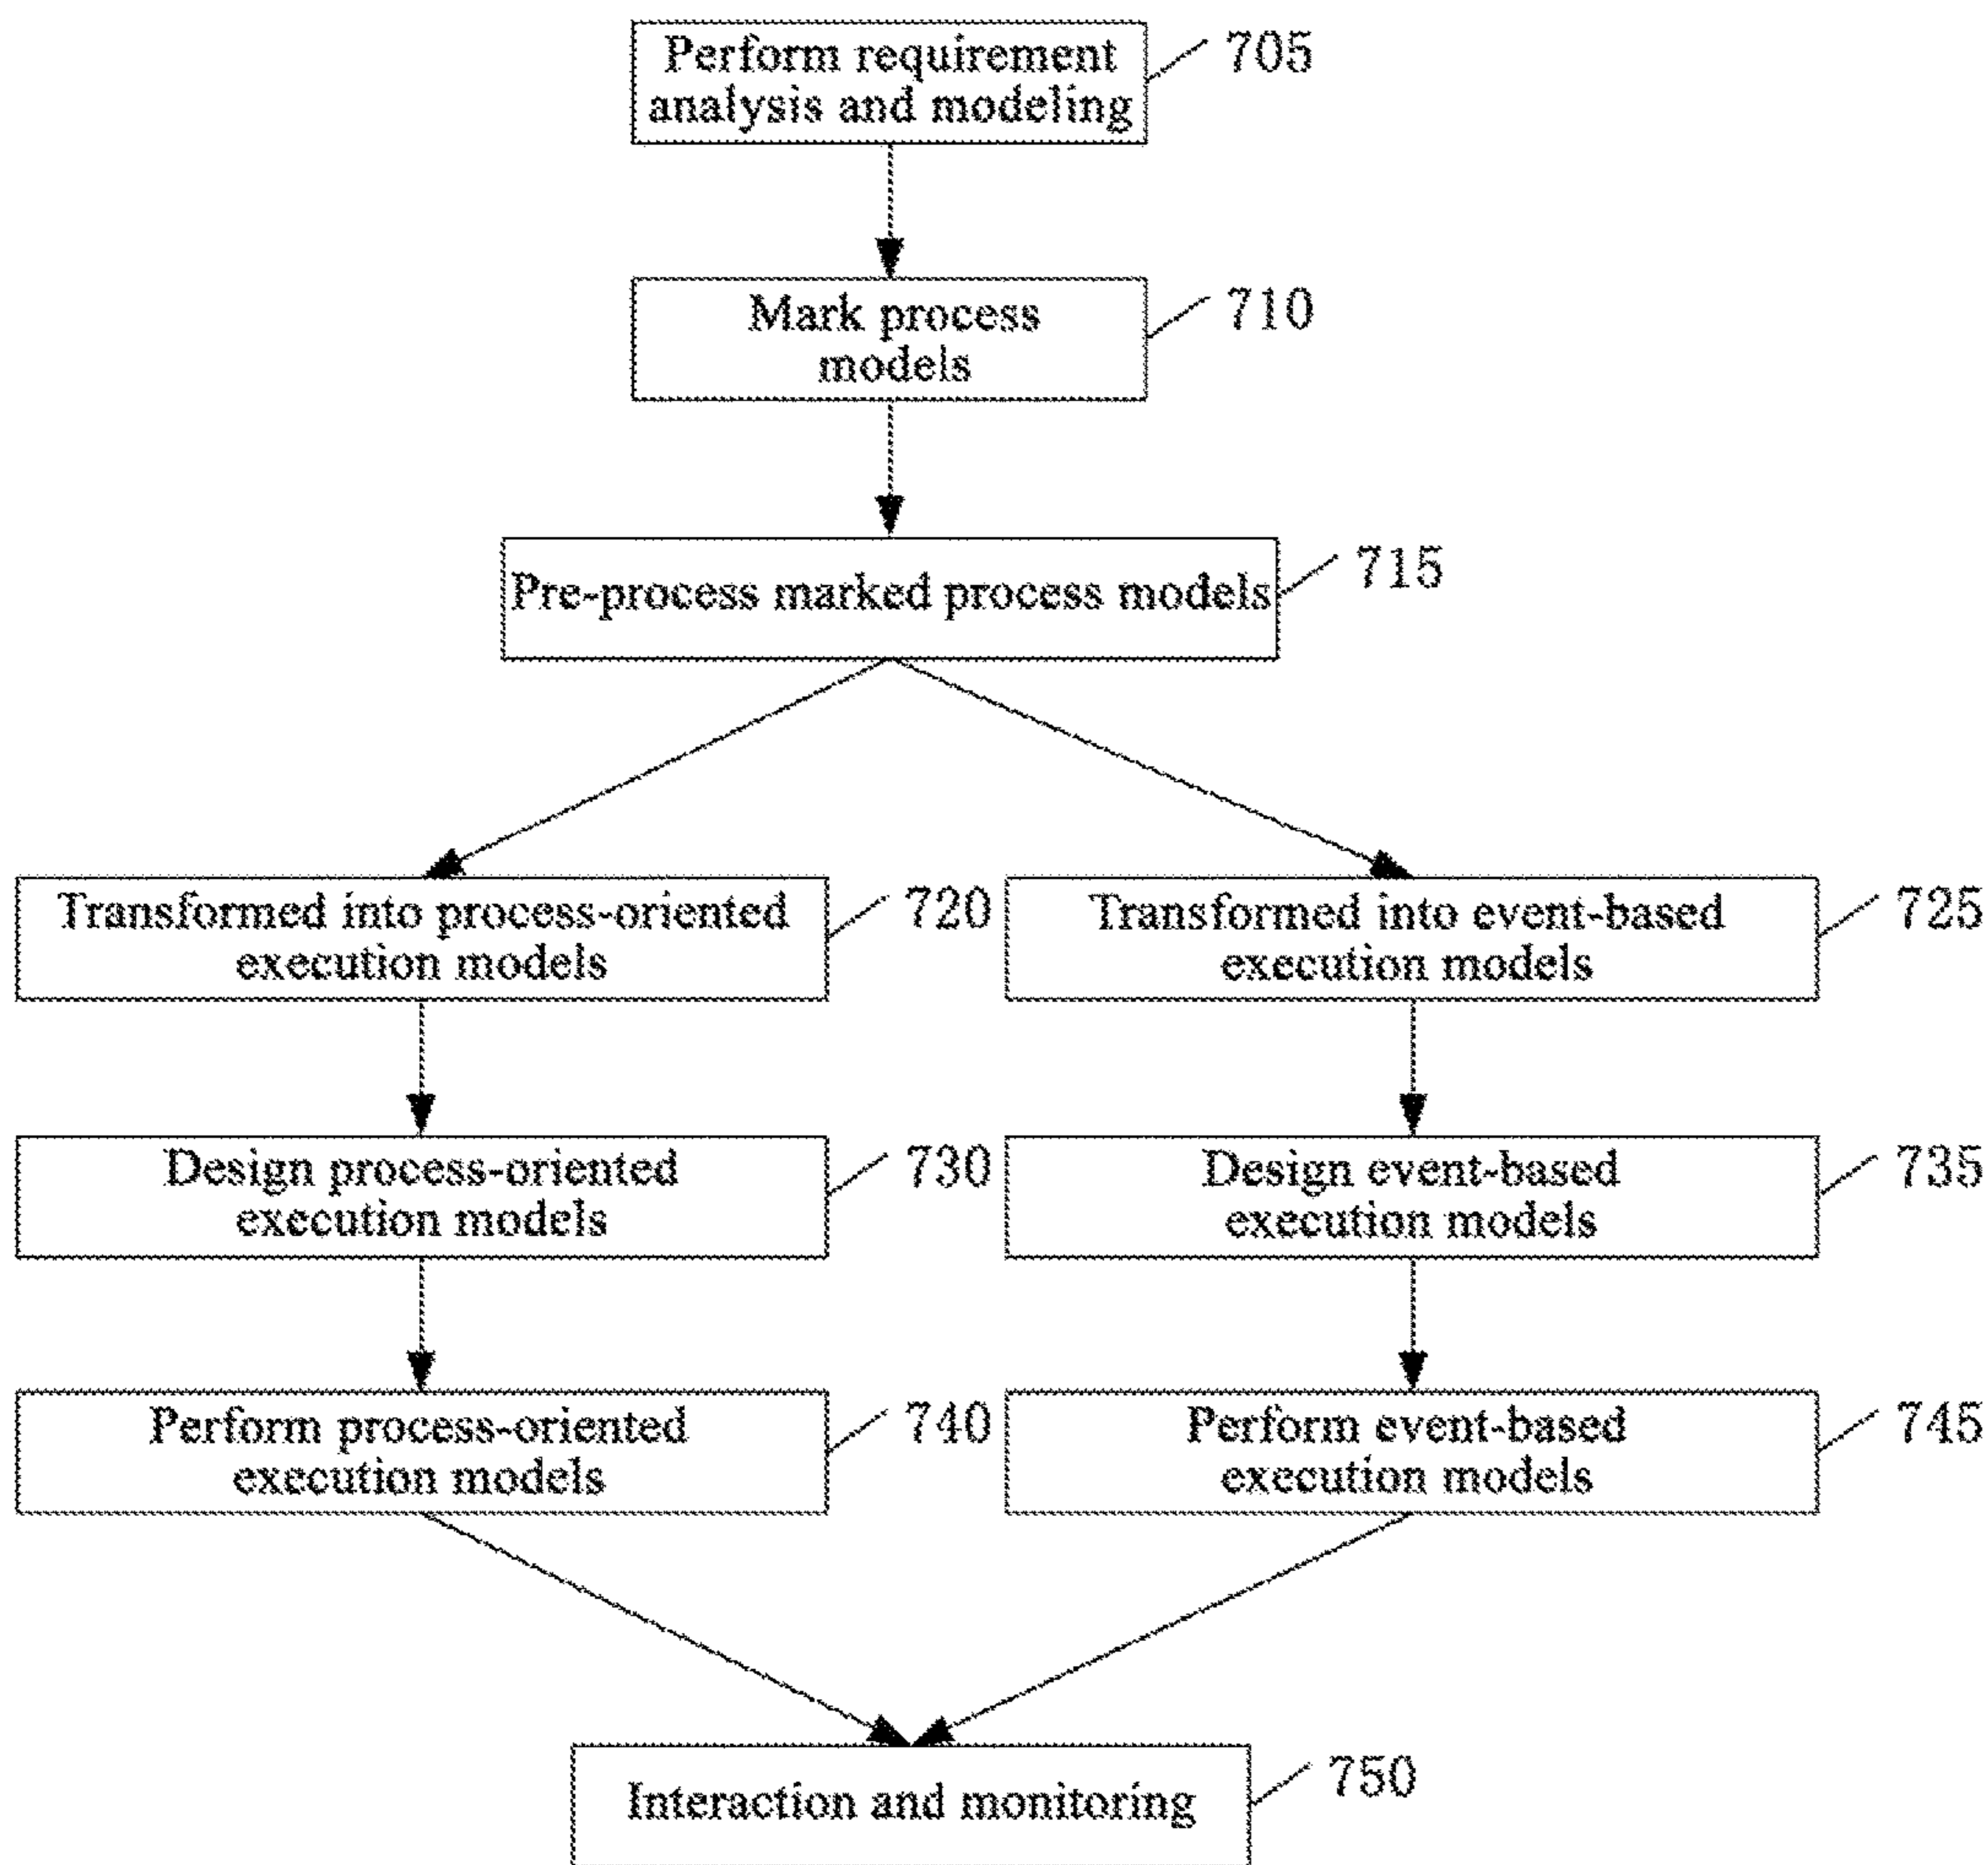 Perform requirement
analysis and modeling
705
Mark process
models
710
Pre-process marked process models
715
Transformed into process-oriented
execution models
720
Transformed into event-based
execution models
725
Design process-oriented
execution models
730
Design event-based
execution models
735
Perform process-oriented
execution models
740
Perform event-based
execution models
745
Interaction and monitoring
750